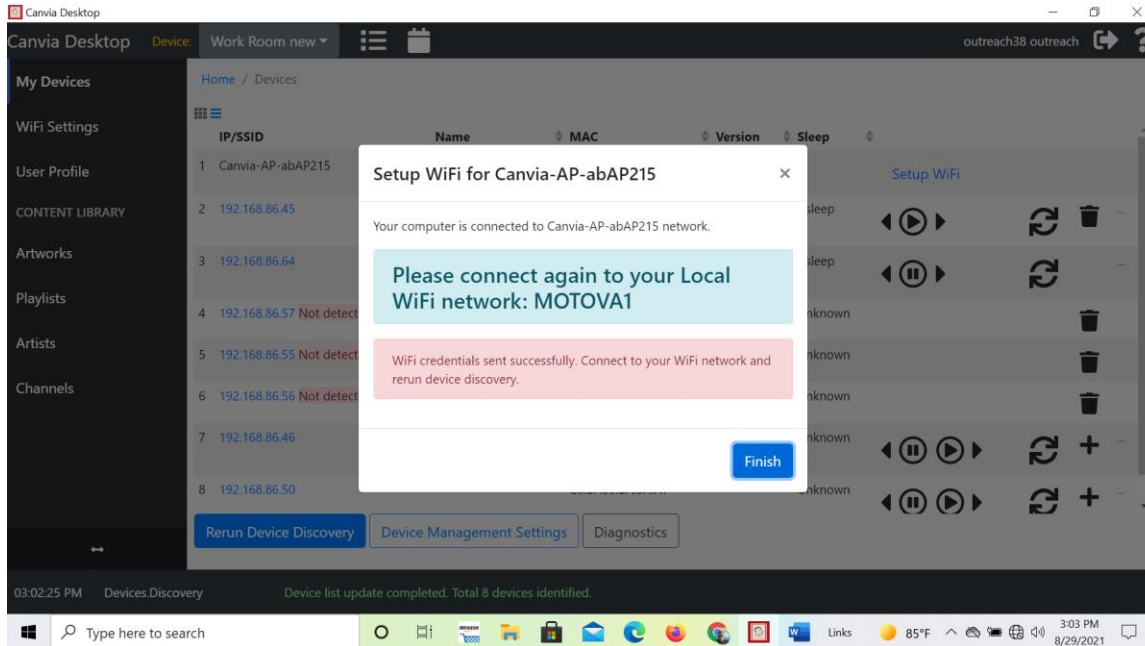 Canvia Desktop
Canvia Desktop Device: Work Room new outreach38 outreach ?
My Devices
WiFi Settings
User Profile
CONTENT LIBRARY
Artworks
Playlists
Artists
Channels
Home / Devices
IP/SSID Name MAC Version Sleep
1 Canvia-AP-abAP215 Setup WiFi
2 192.168.86.45 sleep
3 192.168.86.64 sleep
4 192.168.86.57 Not detect nknown
5 192.168.86.55 Not detect nknown
6 192.168.86.56 Not detect nknown
7 192.168.86.46 nknown
8 192.168.86.50 Unknown
Setup WiFi for Canvia-AP-abAP215 ×
Your computer is connected to Canvia-AP-abAP215 network.
Please connect again to your Local
WiFi network: MOTOVA1
WiFi credentials sent successfully. Connect to your WiFi network and
rerun device discovery.
Finish
Rerun Device Discovery Device Management Settings Diagnostics
03:02:25 PM Devices.Discovery Device list update completed. Total 8 devices identified.
Type here to search Links 85°F 3:03 PM
8/29/2021